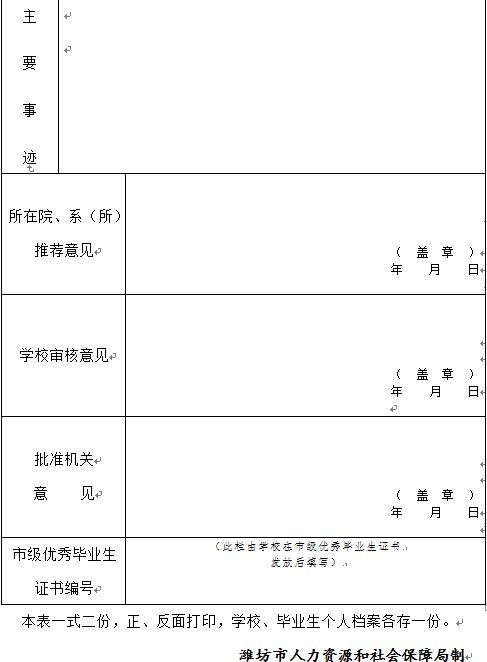 主
要
事
迹
所在院、系（所）
推荐意见
（ 盖 章 ）
年 月 日
学校审核意见
（ 盖 章 ）
年 月 日
批准机关
意 见
（ 盖 章 ）
年 月 日
市级优秀毕业生
证书编号
（此栏由学校在市级优秀毕业生证书
发放后填写）
本表一式二份，正、反面打印，学校、毕业生个人档案各存一份。
潍坊市人力资源和社会保障局制